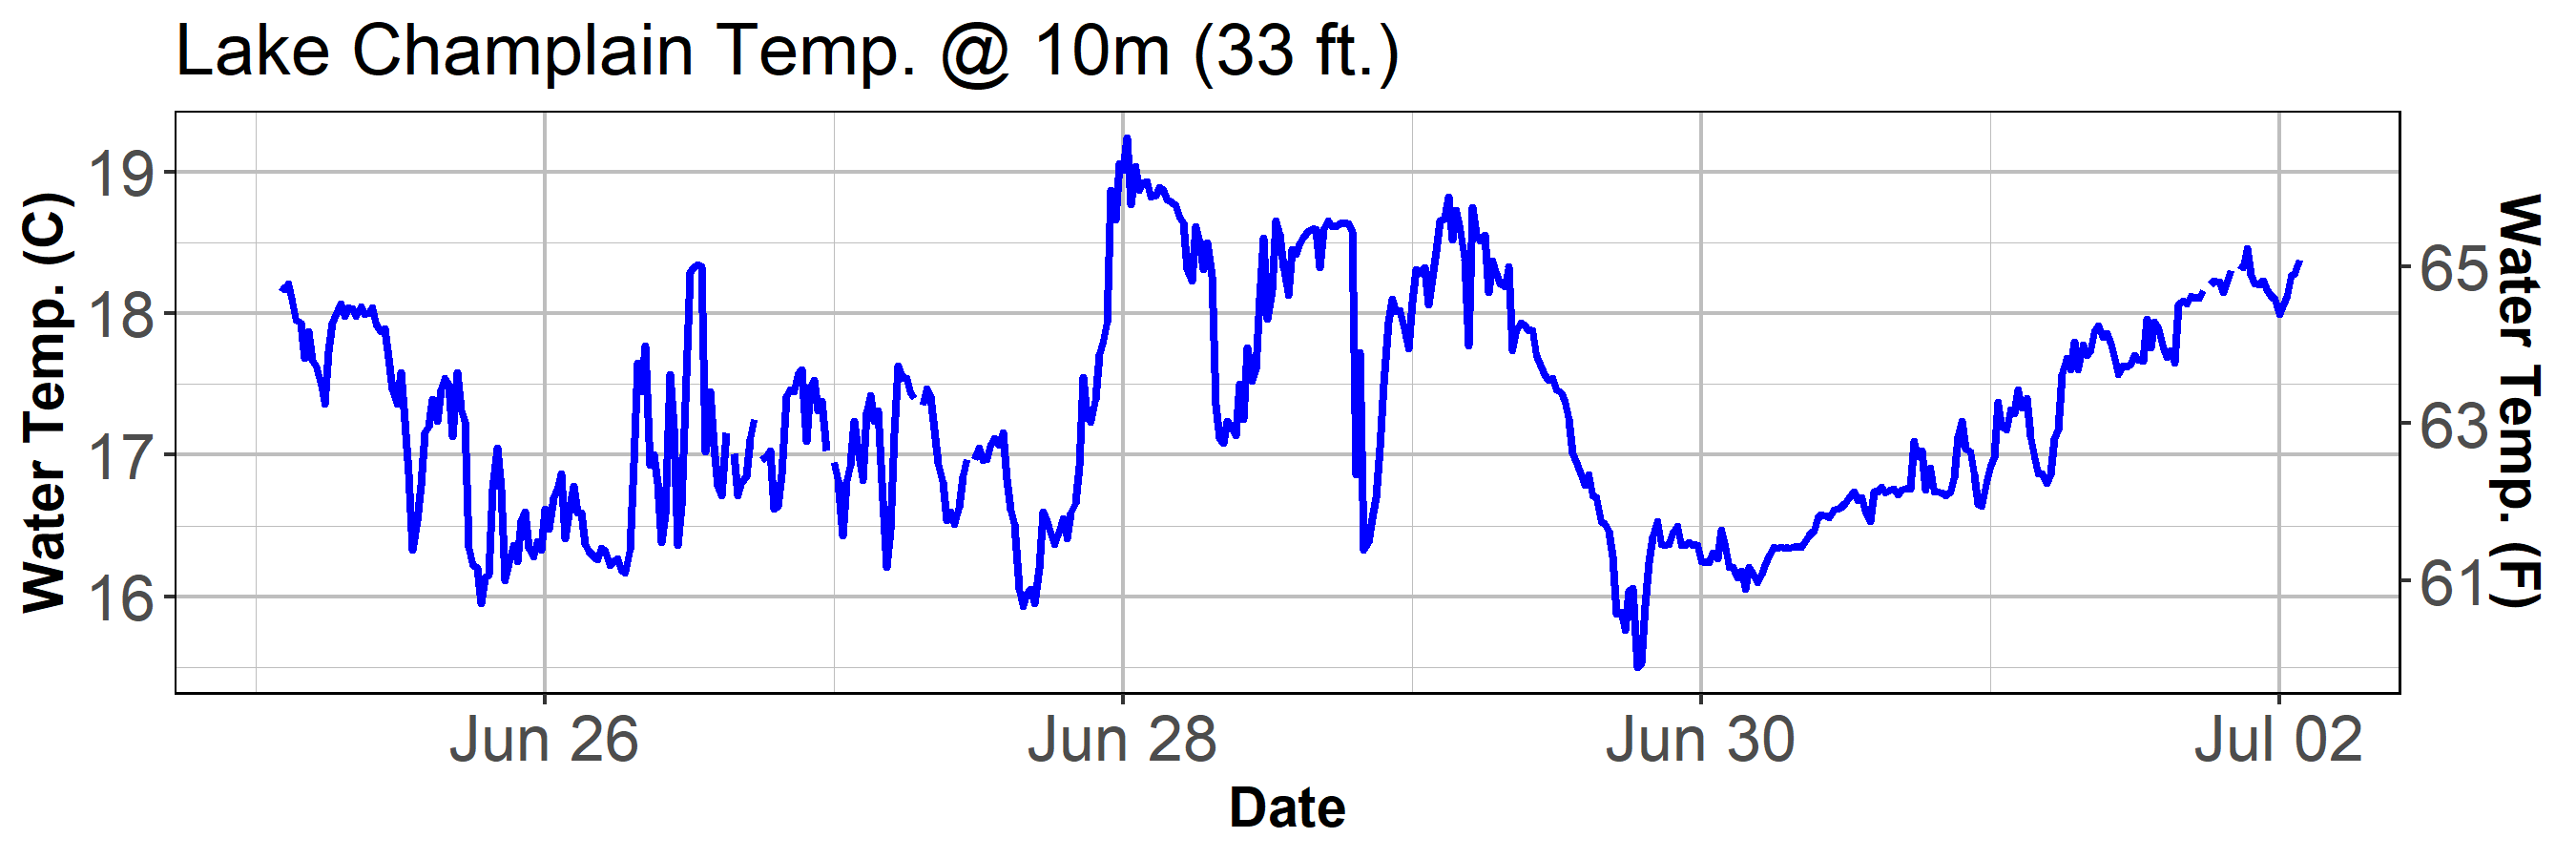 Lake Champlain Temp. @ 10m (33 ft.)
Water Temp. (C)
19
18
17
16
65
63
61
Water Temp. (F)
Jun 26
Jun 28
Jun 30
Jul 02
Date